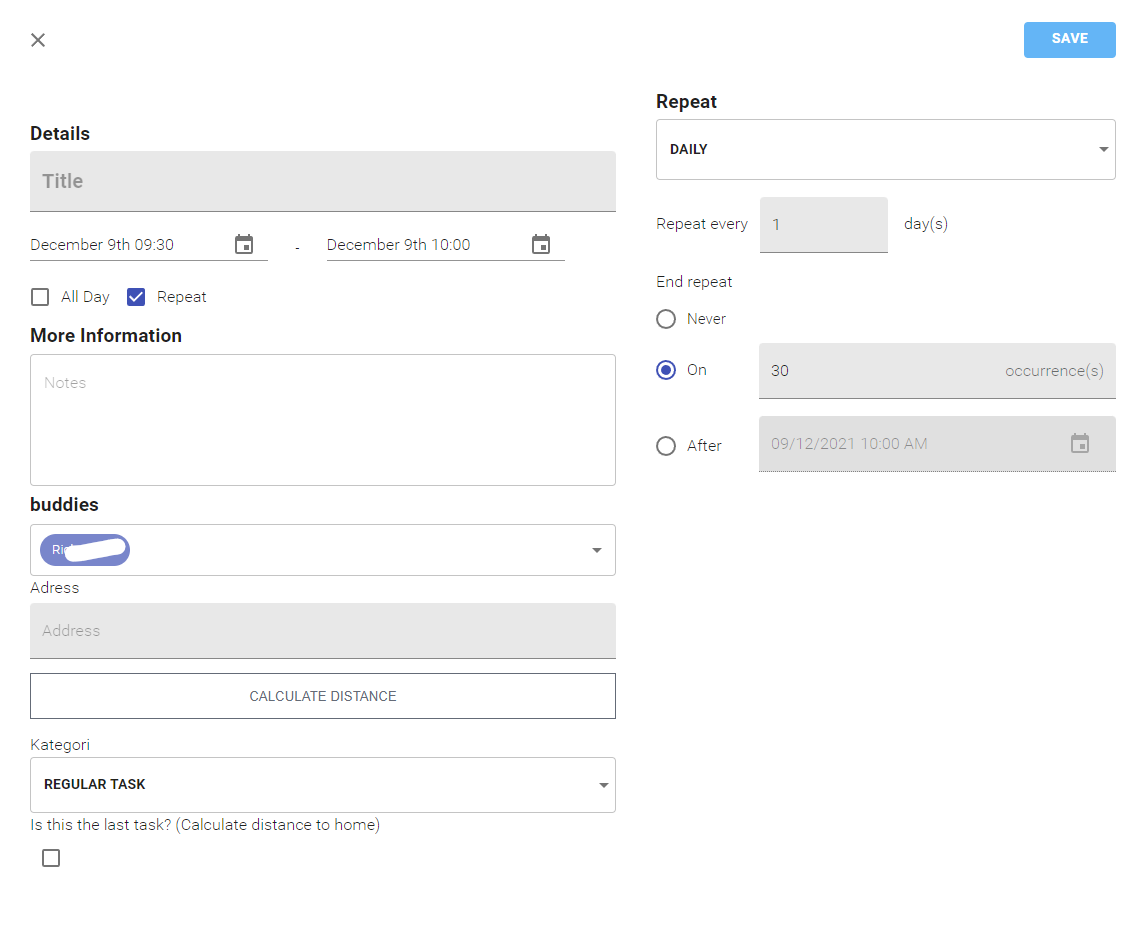 SAVE
Details
Title
December 9th 09:30 - December 9th 10:00
All Day Repeat
More Information
Notes
buddies
Adress
Address
CALCULATE DISTANCE
Kategori
REGULAR TASK
Is this the last task? (Calculate distance to home)
Repeat
DAILY
Repeat every 1 day(s)
End repeat
Never
On 30 occurrence(s)
After 09/12/2021 10:00 AM